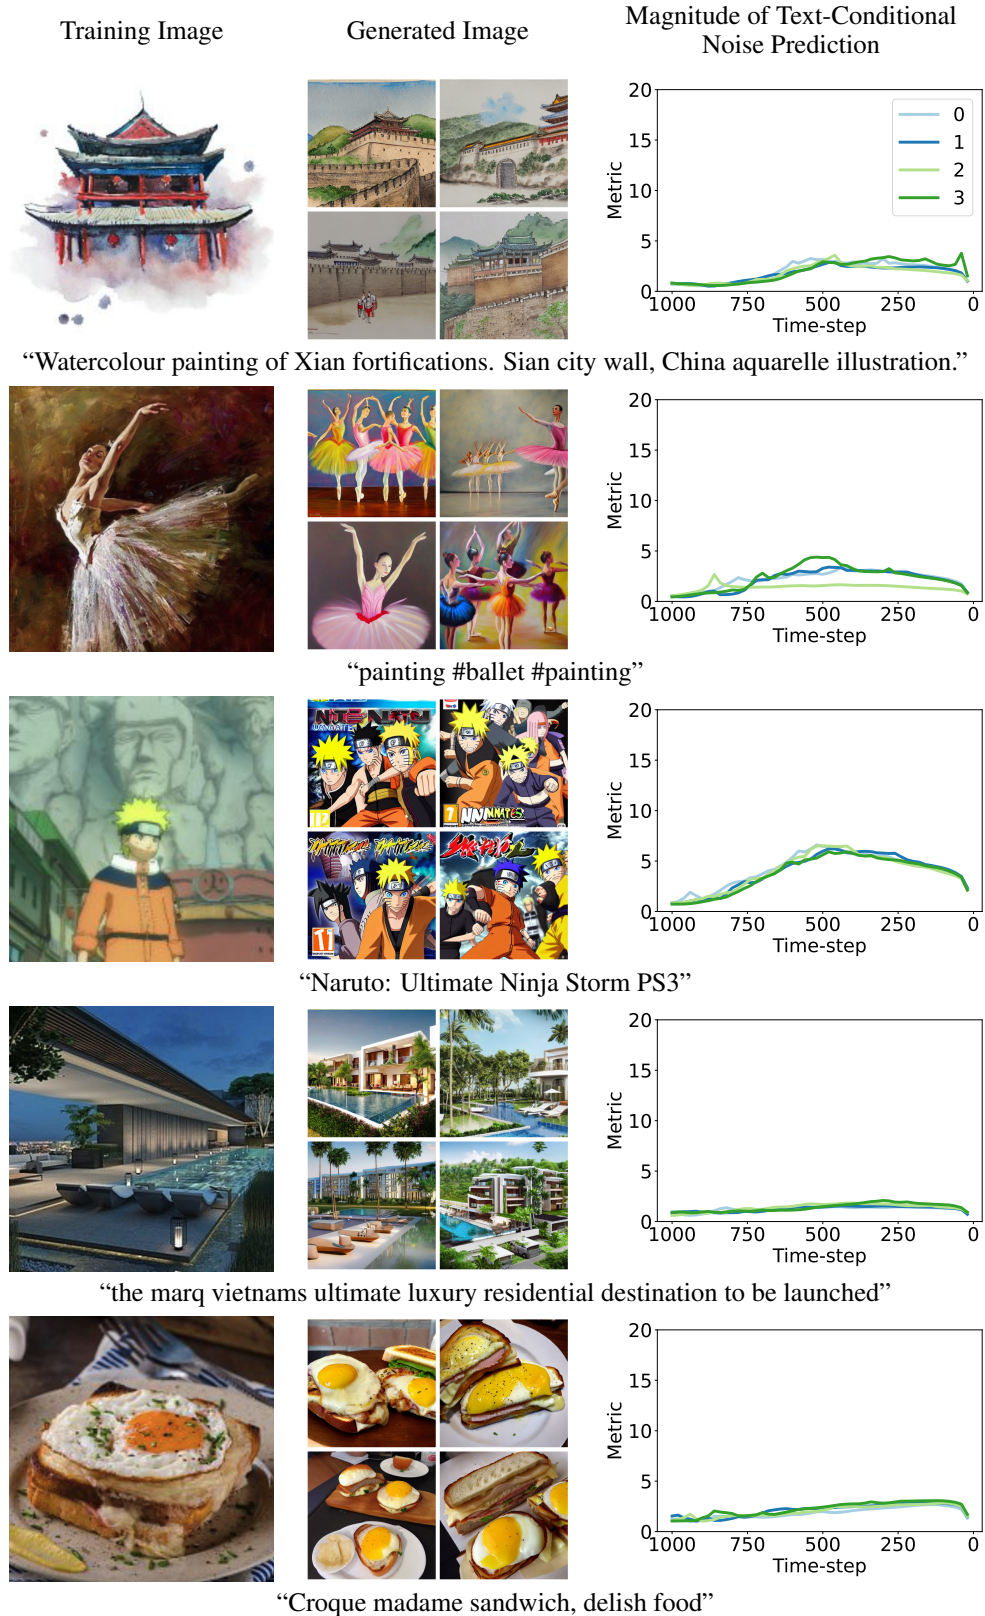 Training Image
Generated Image
Magnitude of Text-Conditional
Noise Prediction
20
15
10
5
0
Metric
0
1
2
3
1000 750 500 250 0
Time-step
“Watercolour painting of Xian fortifications. Sian city wall, China aquarelle illustration.”
20
15
10
5
0
Metric
1000 750 500 250 0
Time-step
“painting #ballet #painting”
20
15
10
5
0
Metric
1000 750 500 250 0
Time-step
“Naruto: Ultimate Ninja Storm PS3”
20
15
10
5
0
Metric
1000 750 500 250 0
Time-step
“the marq vietnams ultimate luxury residential destination to be launched”
20
15
10
5
0
Metric
1000 750 500 250 0
Time-step
“Croque madame sandwich, delish food”